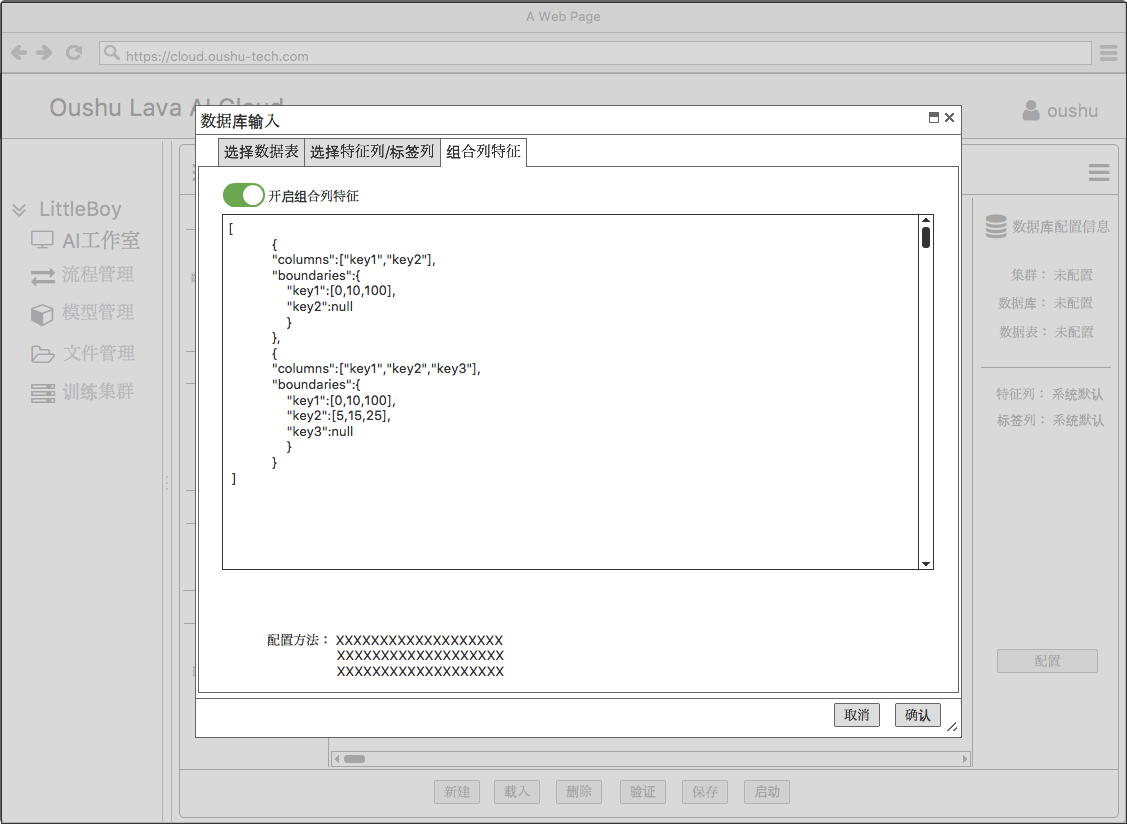 A Web Page
https://cloud.oushu-tech.com
Oushu Lava AI Cloud
oushu
数据库输入
选择数据表 选择特征列/标签列 组合列特征
开启组合列特征
[
{
"columns":["key1","key2"],
"boundaries":{
"key1":[0,10,100],
"key2":null
}
},
{
"columns":["key1","key2","key3"],
"boundaries":{
"key1":[0,10,100],
"key2":[5,15,25],
"key3":null
}
}
]
配置方法： XXXXXXXXXXXXXXXXXXX
XXXXXXXXXXXXXXXXXXX
XXXXXXXXXXXXXXXXXXX
取消 确认
LittleBoy
AI工作室
流程管理
模型管理
文件管理
训练集群
数据库配置信息
集群： 未配置
数据库： 未配置
数据表： 未配置
特征列： 系统默认
标签列： 系统默认
配置
新建 载入 删除 验证 保存 启动